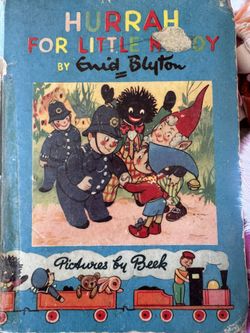 HURRAH
FOR LITTLE
BY Enid Blyton
Pictures by Beek